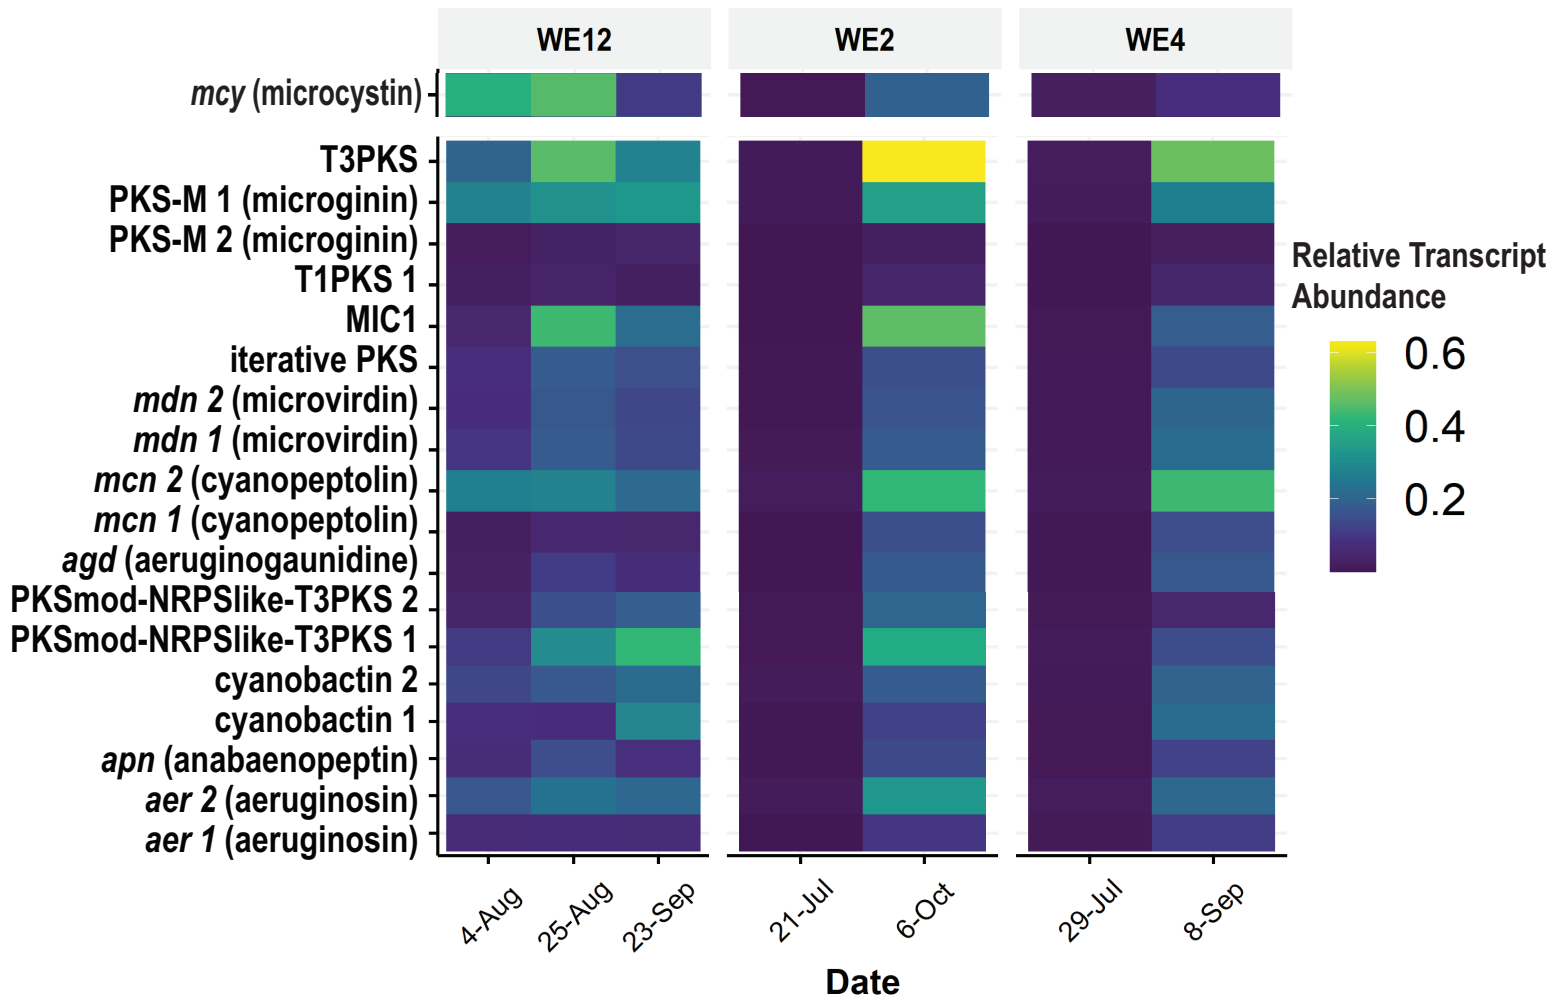 WE12 WE2 WE4
mcy (microcystin)
T3PKS
PKS-M 1 (microginin)
PKS-M 2 (microginin)
T1PKS 1
MIC1
iterative PKS
mdn 2 (microvirdin)
mdn 1 (microvirdin)
mcn 2 (cyanopeptolin)
mcn 1 (cyanopeptolin)
agd (aeruginogaunidine)
PKSmod-NRPSlike-T3PKS 2
PKSmod-NRPSlike-T3PKS 1
cyanobactin 2
cyanobactin 1
apn (anabaenopeptin)
aer 2 (aeruginosin)
aer 1 (aeruginosin)
Relative Transcript
Abundance
0.6
0.4
0.2
4-Aug 25-Aug 23-Sep 21-Jul 6-Oct 29-Jul 8-Sep
Date